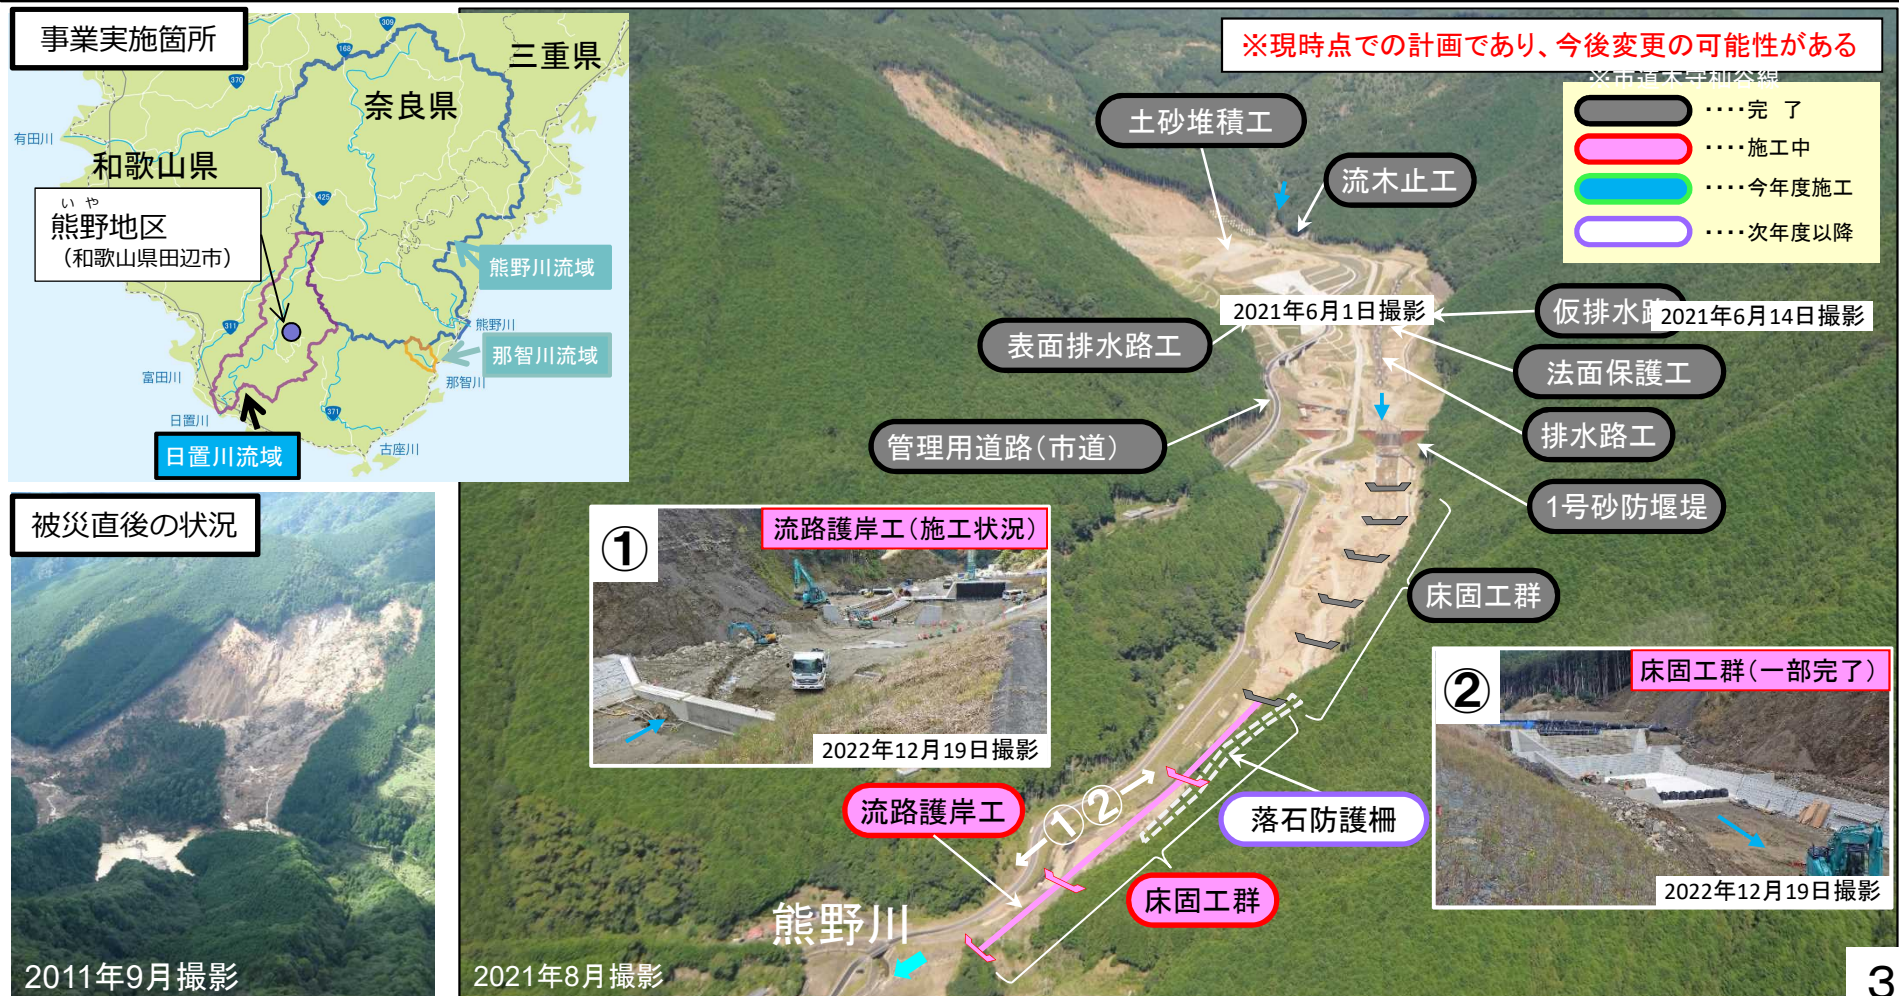 事業実施箇所
三重県
奈良県
和歌山県
有田川
309
168
370
425
311
371
いや
熊野地区
（和歌山県田辺市）
熊野川流域
熊野川
那智川流域
那智川
富田川
日置川
古座川
日置川流域
被災直後の状況
2011年9月撮影
※現時点での計画であり、今後変更の可能性がある
････完 了
････施工中
････今年度施工
････次年度以降
土砂堆積工
流木止工
2021年6月1日撮影
仮排水路
2021年6月14日撮影
表面排水路工
法面保護工
管理用道路（市道）
排水路工
1号砂防堰堤
①
流路護岸工（施工状況）
2022年12月19日撮影
床固工群
②
床固工群（一部完了）
2022年12月19日撮影
流路護岸工
①②
落石防護柵
床固工群
熊野川
2021年8月撮影
3